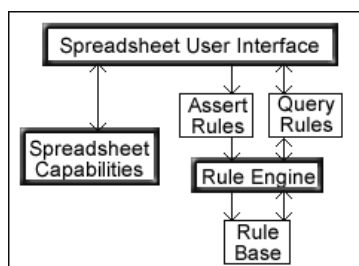 Spreadsheet User Interface
Assert
Rules
Query
Rules
Spreadsheet
Capabilities
Rule Engine
Rule
Base